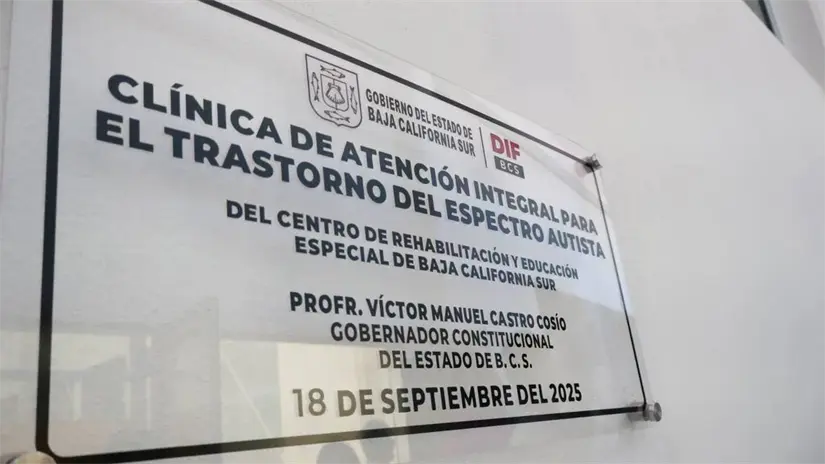 GOBIERNO DEL ESTADO DE
BAJA CALIFORNIA SUR
DIF
BCS
CLÍNICA DE ATENCIÓN INTEGRAL PARA
EL TRASTORNO DEL ESPECTRO AUTISTA
DEL CENTRO DE REHABILITACIÓN Y EDUCACIÓN
ESPECIAL DE BAJA CALIFORNIA SUR
PROFR. VÍCTOR MANUEL CASTRO COSÍO
GOBERNADOR CONSTITUCIONAL
DEL ESTADO DE B. C. S.
18 DE SEPTIEMBRE DEL 2025